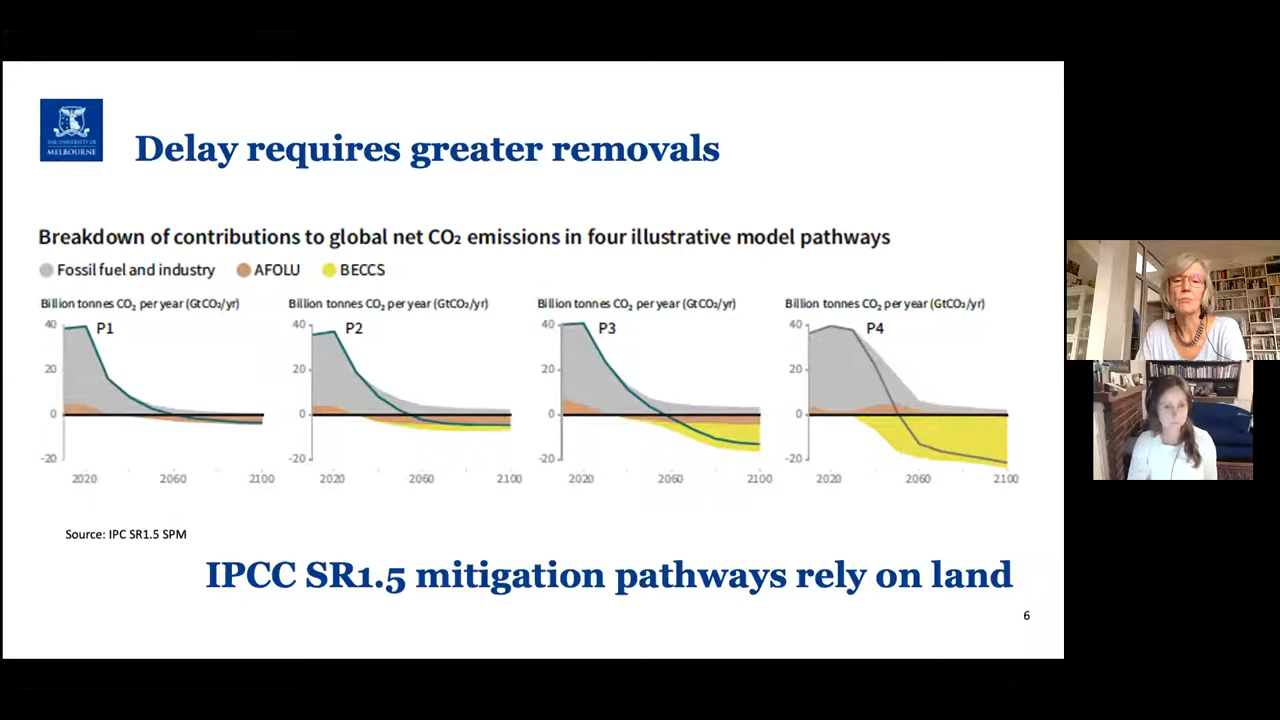 THE UNIVERSITY OF
MELBOURNE
Delay requires greater removals
Breakdown of contributions to global net CO₂ emissions in four illustrative model pathways
Fossil fuel and industry AFOLU BECCS
Billion tonnes CO₂ per year (GtCO₂/yr) Billion tonnes CO₂ per year (GtCO₂/yr) Billion tonnes CO₂ per year (GtCO₂/yr) Billion tonnes CO₂ per year (GtCO₂/yr)
40 P1 40 P2 40 P3 40 P4
20 20 20 20
0 0 0 0
-20 -20 -20 -20
2020 2060 2100 2020 2060 2100 2020 2060 2100 2020 2060 2100
Source: IPC SR1.5 SPM
IPCC SR1.5 mitigation pathways rely on land
6